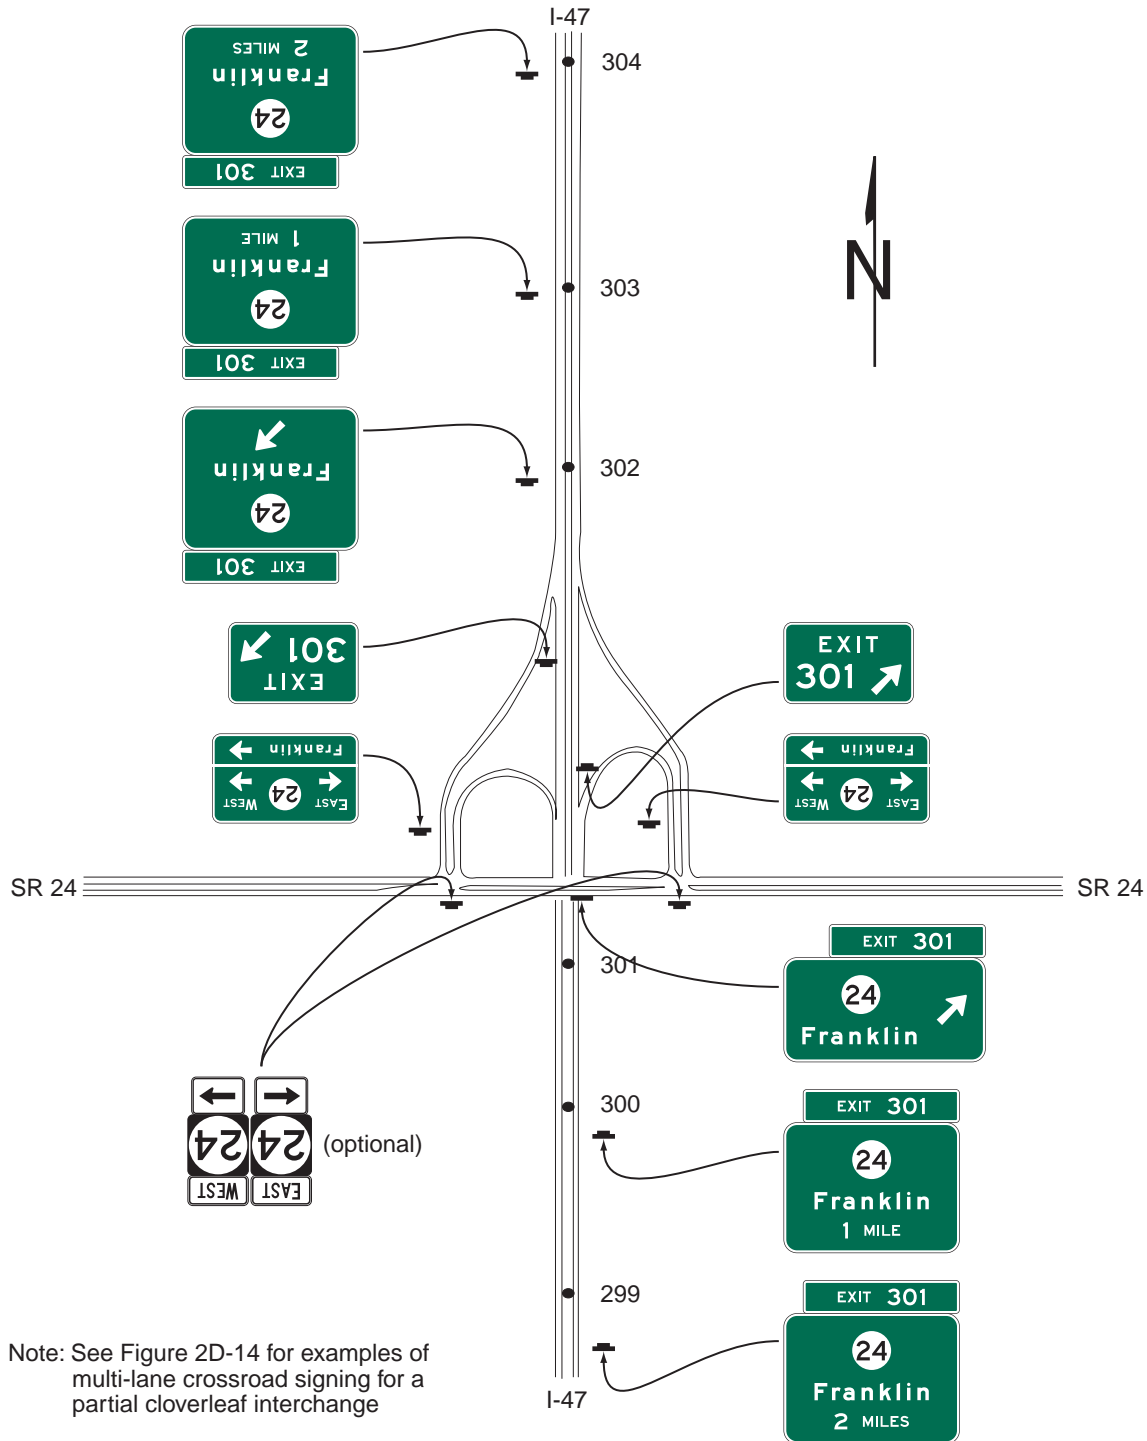 I-47
2 MILES
Franklin
24
EXIT 301
304
1 MILE
Franklin
24
EXIT 301
303
N
Franklin
24
EXIT 301
302
EXIT
301
EXIT
301
Franklin
EAST 24 WEST
Franklin
EAST 24 WEST
SR 24
SR 24
EXIT 301
24
Franklin
301
24 24
WEST EAST
(optional)
300
EXIT 301
24
Franklin
1 MILE
299
EXIT 301
24
Franklin
2 MILES
Note: See Figure 2D-14 for examples of
multi-lane crossroad signing for a
partial cloverleaf interchange
I-47